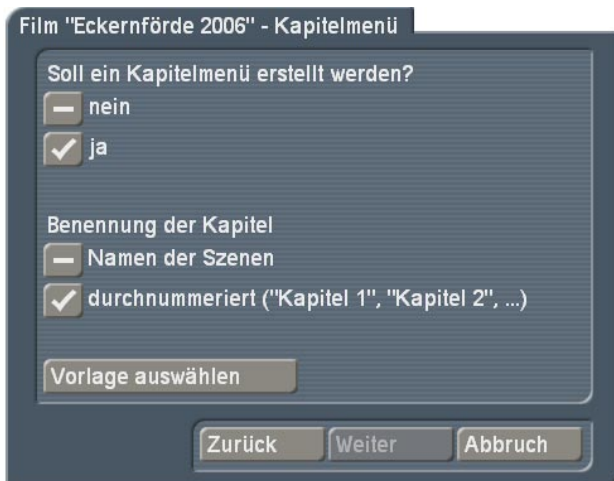 Film "Eckernförde 2006" - Kapitelmenü
Soll ein Kapitelmenü erstellt werden?
nein
ja
Benennung der Kapitel
Namen der Szenen
durchnummeriert ("Kapitel 1", "Kapitel 2", ...)
Vorlage auswählen
Zurück Weiter Abbruch